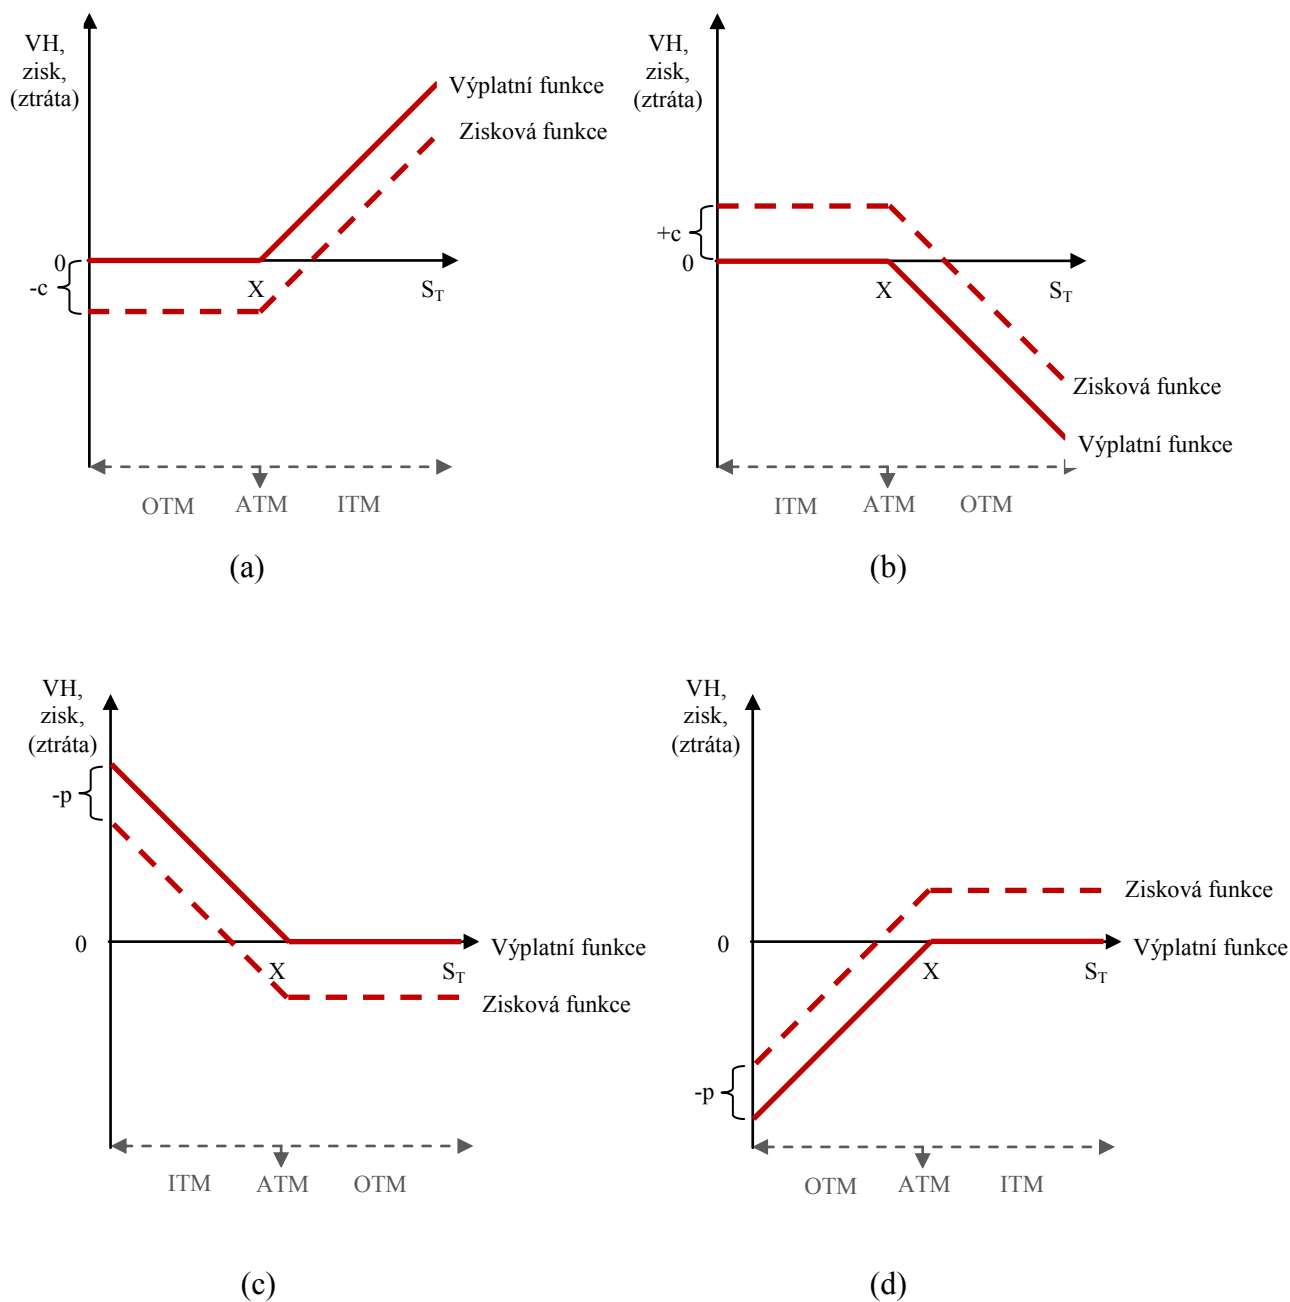 VH,
zisk,
(ztráta)
Výplatní funkce
Zisková funkce
0
-c
X
S_T
OTM
ATM
ITM
(a)
VH,
zisk,
(ztráta)
+c
0
X
S_T
Zisková funkce
Výplatní funkce
ITM
ATM
OTM
(b)
VH,
zisk,
(ztráta)
-p
0
X
S_T
Výplatní funkce
Zisková funkce
ITM
ATM
OTM
(c)
VH,
zisk,
(ztráta)
Zisková funkce
0
Výplatní funkce
X
S_T
-p
OTM
ATM
ITM
(d)